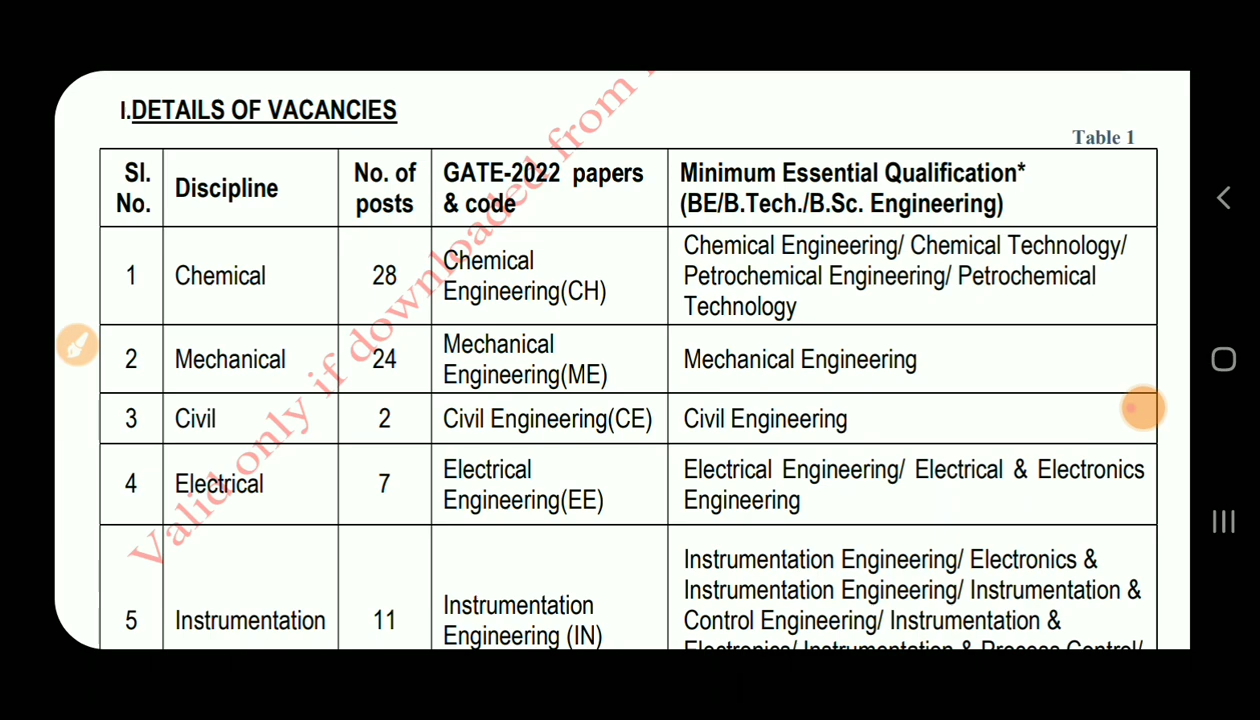 I.DETAILS OF VACANCIES
Table 1
Sl. No.
Discipline
No. of posts
GATE-2022 papers & code
Minimum Essential Qualification*
(BE/B.Tech./B.Sc. Engineering)
1
Chemical
28
Chemical
Engineering(CH)
Chemical Engineering/ Chemical Technology/
Petrochemical Engineering/ Petrochemical
Technology
2
Mechanical
24
Mechanical
Engineering(ME)
Mechanical Engineering
3
Civil
2
Civil Engineering(CE)
Civil Engineering
4
Electrical
7
Electrical
Engineering(EE)
Electrical Engineering/ Electrical & Electronics
Engineering
5
Instrumentation
11
Instrumentation
Engineering (IN)
Instrumentation Engineering/ Electronics &
Instrumentation Engineering/ Instrumentation &
Control Engineering/ Instrumentation &
Electronics/ Instrumentation & Process Control/
Valid only if downloaded from